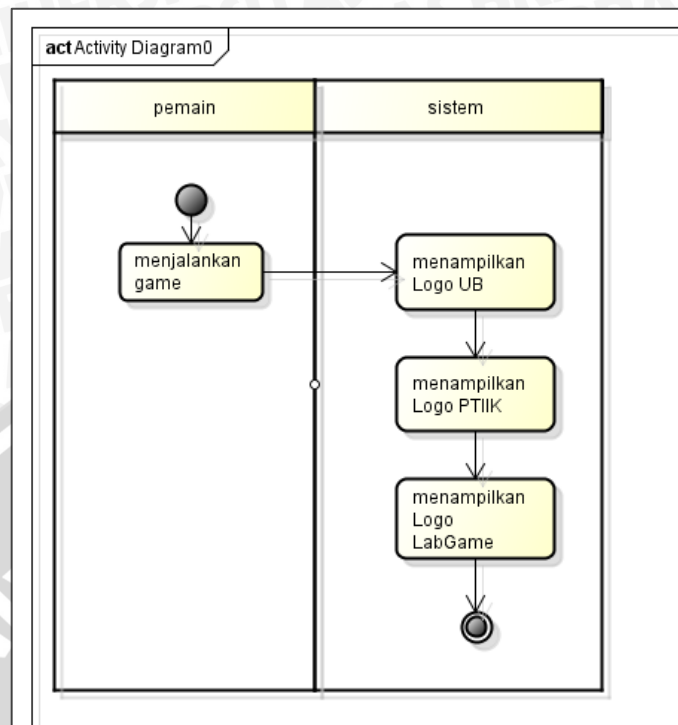 act Activity Diagram0
pemain
sistem
menjalankan
game
menampilkan
Logo UB
menampilkan
Logo PTIIK
menampilkan
Logo
LabGame